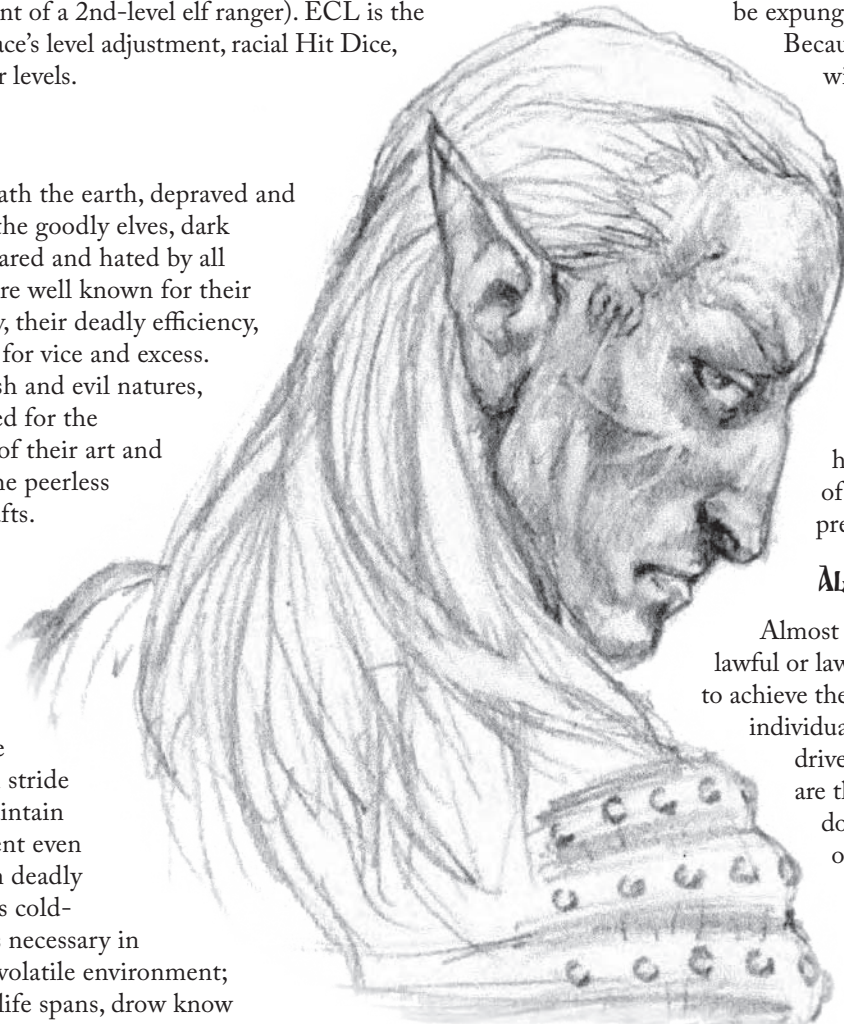 nt of a 2nd-level elf ranger). ECL is the
ace's level adjustment, racial Hit Dice,
r levels.
ath the earth, depraved and
the goodly elves, dark
ared and hated by all
re well known for their
y, their deadly efficiency,
for vice and excess.
sh and evil natures,
ed for the
of their art and
ne peerless
fts.
e
stride
intain
ent even
n deadly
s cold-
necessary in
volatile environment;
life spans, drow know
be expung
Becau
wi
h
of
pre
AL
Almost
lawful or law
to achieve the
individua
drive
are th
do
o